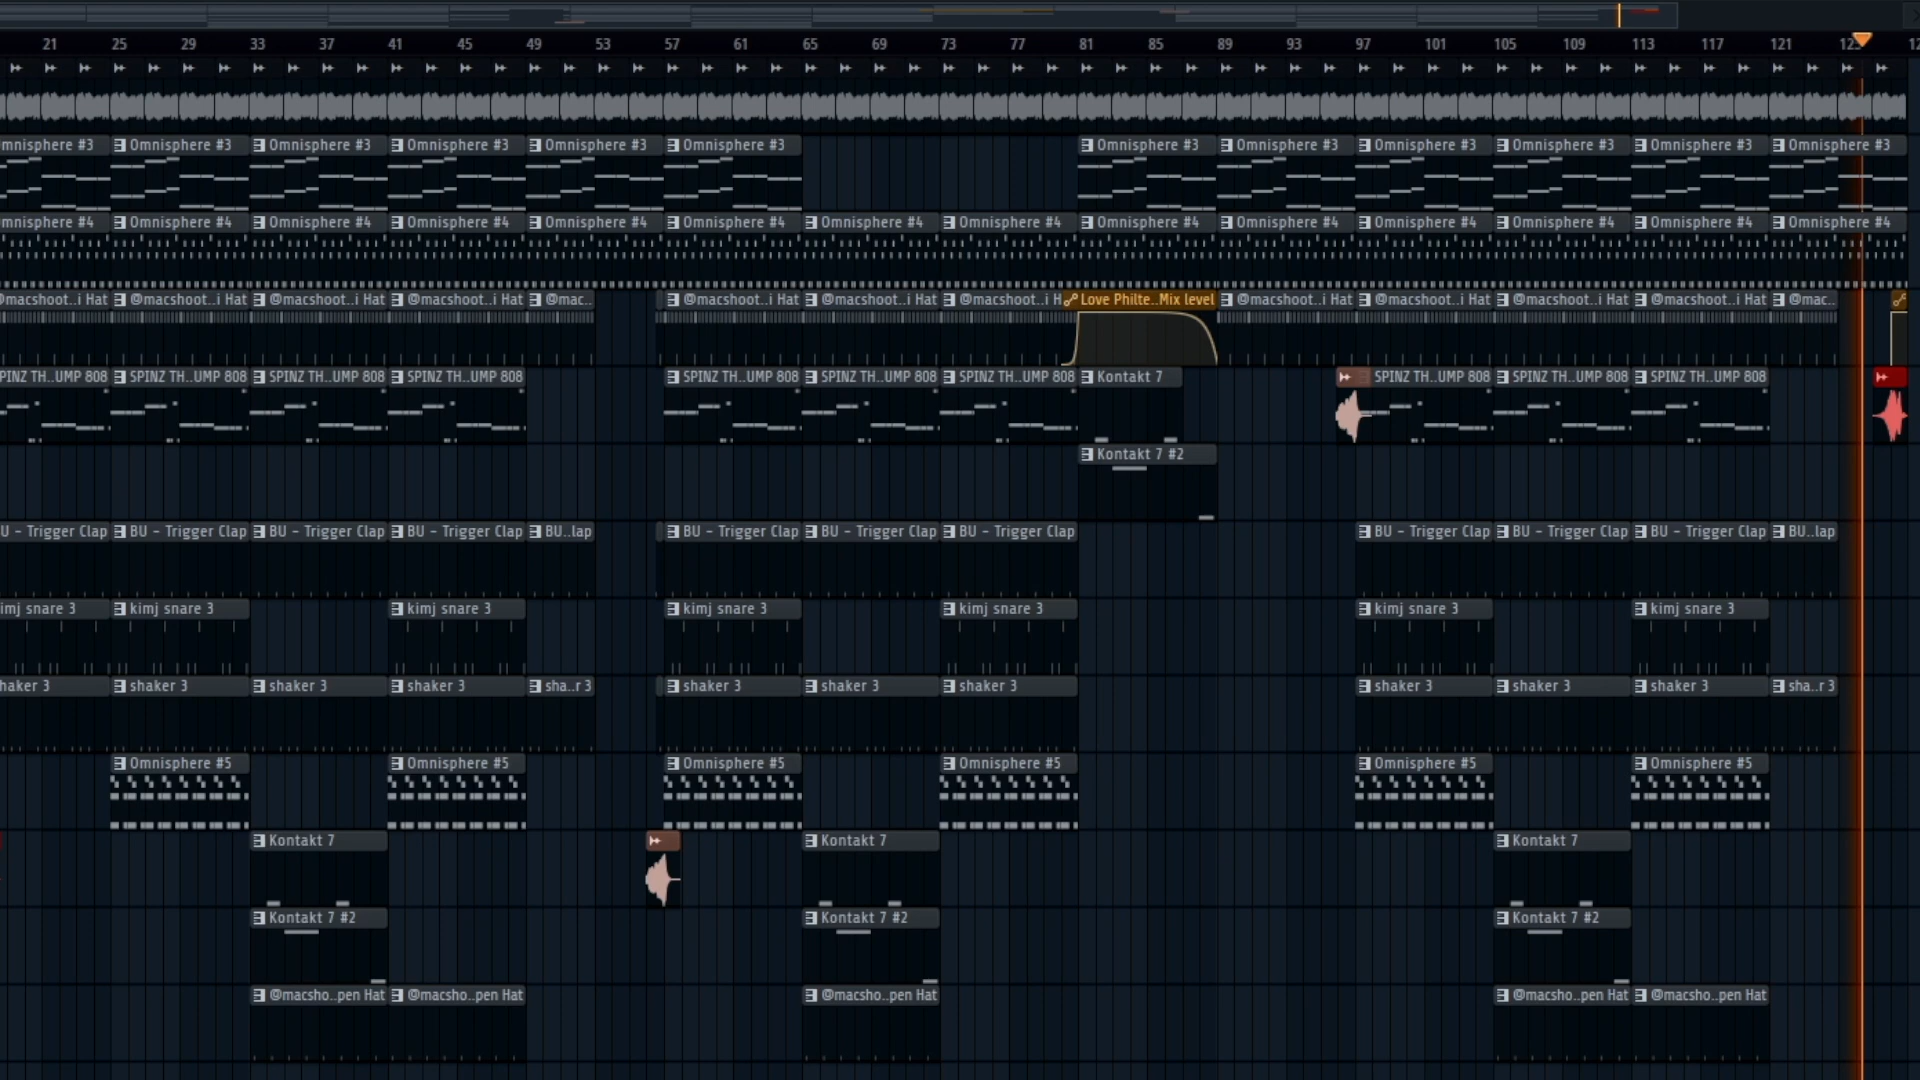 21 25 29 33 37 41 45 49 53 57 61 65 69 73 77 81 85 89 93 97 101 105 109 113 117 121
mnisphere #3 Omnisphere #3 Omnisphere #3 Omnisphere #3 Omnisphere #3 Omnisphere #3 Omnisphere #3 Omnisphere #3 Omnisphere #3 Omnisphere #3 Omnisphere #3 Omnisphere #3
mnisphere #4 Omnisphere #4 Omnisphere #4 Omnisphere #4 Omnisphere #4 Omnisphere #4 Omnisphere #4 Omnisphere #4 Omnisphere #4 Omnisphere #4 Omnisphere #4 Omnisphere #4 Omnisphere #4 Omnisphere #4
@macshoot..i Hat @macshoot..i Hat @macshoot..i Hat @macshoot..i Hat @mac.. @macshoot..i Hat @macshoot..i Hat @macshoot..i H Love Philte..Mix level @macshoot..i Hat @macshoot..i Hat @macshoot..i Hat @macshoot..i Hat @mac..
PINZ TH..UMP 808 SPINZ TH..UMP 808 SPINZ TH..UMP 808 SPINZ TH..UMP 808 SPINZ TH..UMP 808 SPINZ TH..UMP 808 SPINZ TH..UMP 808 Kontakt 7 SPINZ TH..UMP 808 SPINZ TH..UMP 808 SPINZ TH..UMP 808
Kontakt 7 #2
U - Trigger Clap BU - Trigger Clap BU - Trigger Clap BU - Trigger Clap BU..lap BU - Trigger Clap BU - Trigger Clap BU - Trigger Clap BU - Trigger Clap BU - Trigger Clap BU - Trigger Clap BU..lap
imj snare 3 kimj snare 3 kimj snare 3 kimj snare 3 kimj snare 3 kimj snare 3 kimj snare 3
haker 3 shaker 3 shaker 3 shaker 3 sha..r 3 shaker 3 shaker 3 shaker 3 shaker 3 shaker 3 shaker 3 sha..r 3
Omnisphere #5 Omnisphere #5 Omnisphere #5 Omnisphere #5 Omnisphere #5 Omnisphere #5
Kontakt 7 Kontakt 7 Kontakt 7
Kontakt 7 #2 Kontakt 7 #2 Kontakt 7 #2
@macsho..pen Hat @macsho..pen Hat @macsho..pen Hat @macsho..pen Hat @macsho..pen Hat